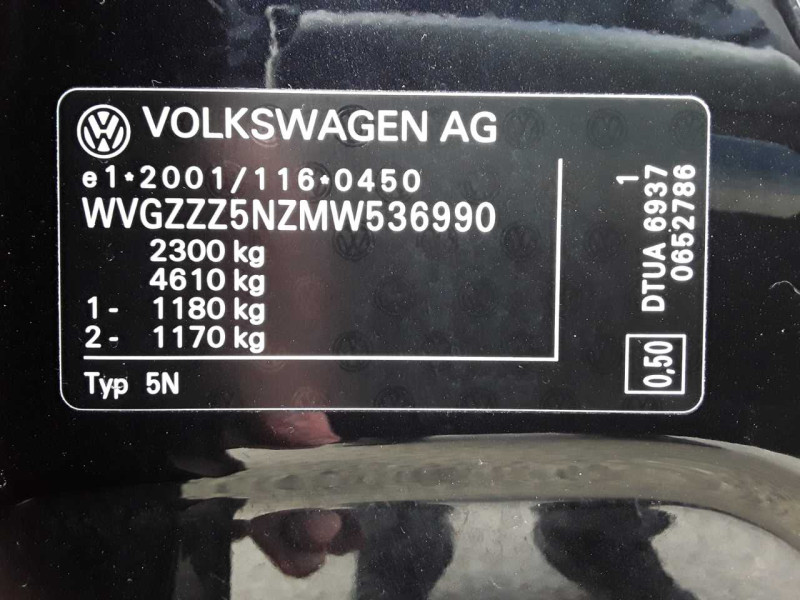 VOLKSWAGEN AG
e1*2001/116*0450
WVGZZZ5NZMW536990
2300 kg
4610 kg
1- 1180 kg
2- 1170 kg
Typ 5N
1
DTUA 6937
0652786
0,50